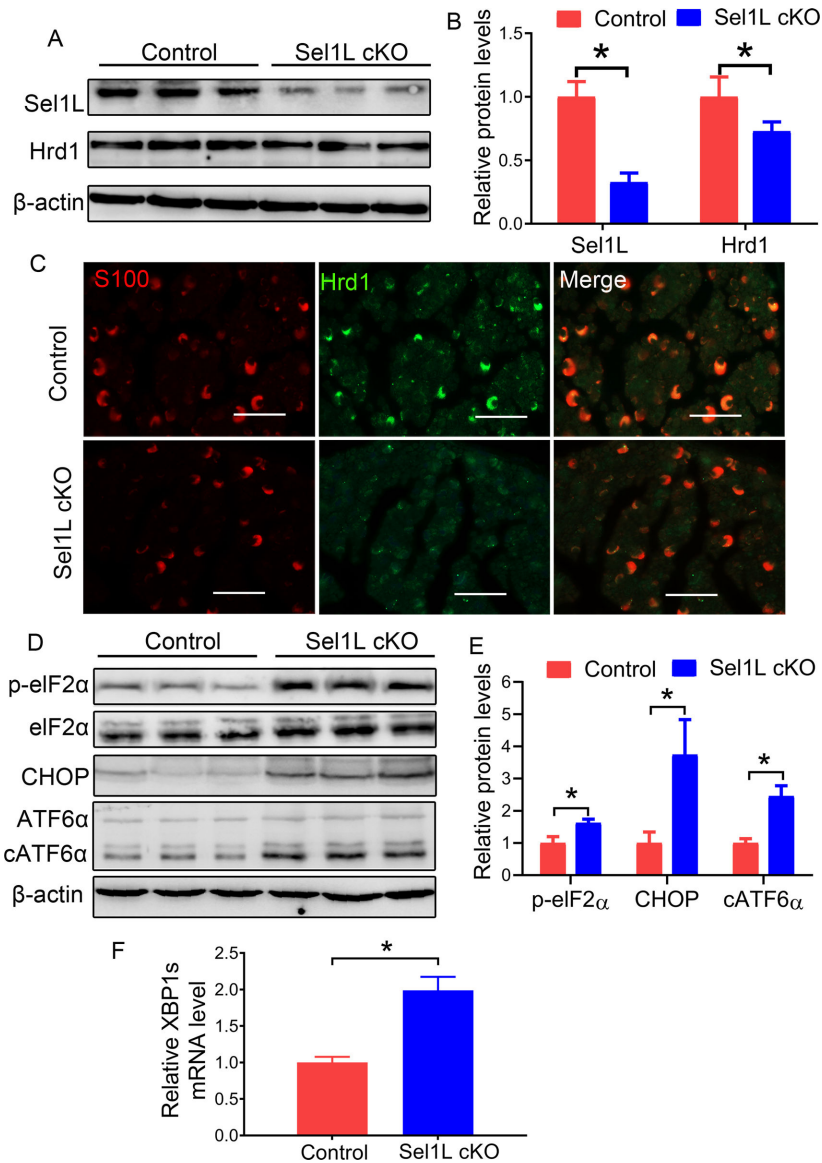 A
Control
Sel1L cKO
Sel1L
Hrd1
β-actin
B
Control
Sel1L cKO
Relative protein levels
1.5
1.0
0.5
0.0
*
*
Sel1L
Hrd1
C
S100
Hrd1
Merge
Control
Sel1L cKO
D
Control
Sel1L cKO
p-eIF2α
eIF2α
CHOP
ATF6α
cATF6α
β-actin
E
Control
Sel1L cKO
Relative protein levels
6
5
4
3
2
1
0
*
*
*
p-eIF2α
CHOP
cATF6α
F
Relative XBP1s
mRNA level
2.5
2.0
1.5
1.0
0.5
0.0
*
Control
Sel1L cKO